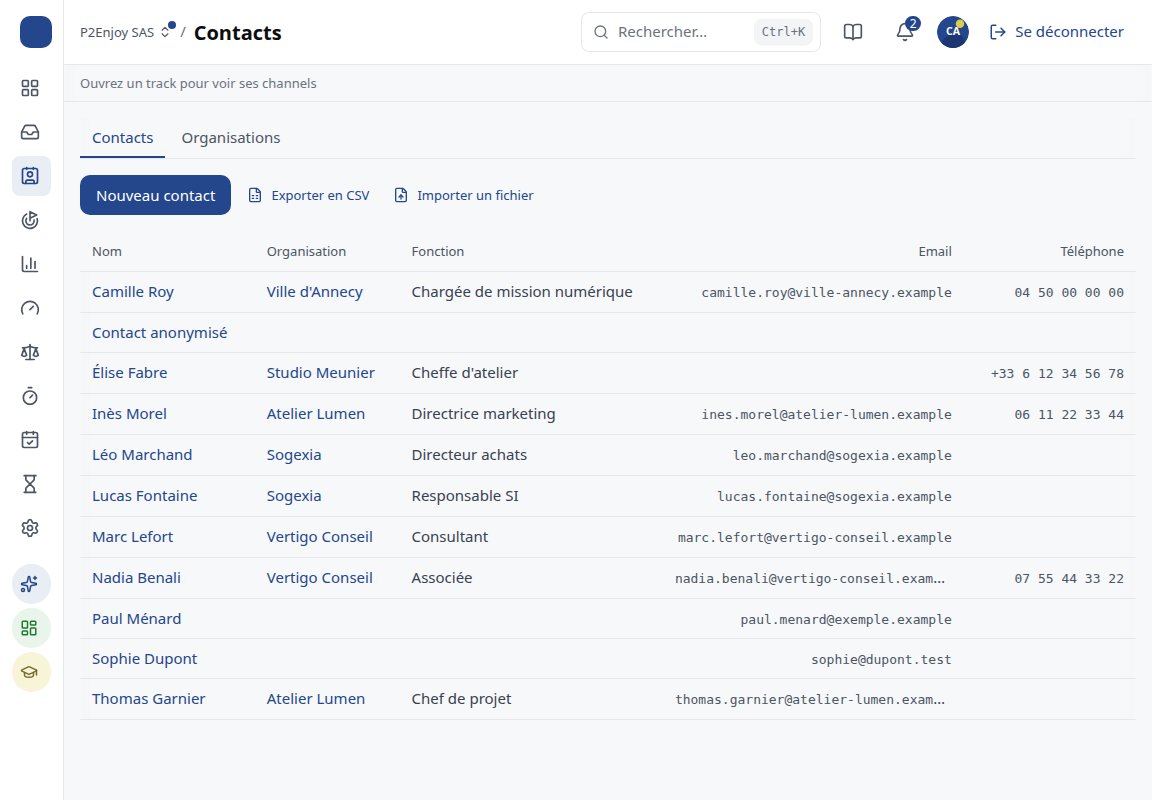 P2Enjoy SAS / Contacts Rechercher... Ctrl+K 2 CA Se déconnecter
Ouvrez un track pour voir ses channels
Contacts Organisations
Nouveau contact Exporter en CSV Importer un fichier
Nom Organisation Fonction Email Téléphone
Camille Roy Ville d'Annecy Chargée de mission numérique camille.roy@ville-annecy.example 04 50 00 00 00
Contact anonymisé
Élise Fabre Studio Meunier Cheffe d'atelier +33 6 12 34 56 78
Inès Morel Atelier Lumen Directrice marketing ines.morel@atelier-lumen.example 06 11 22 33 44
Léo Marchand Sogexia Directeur achats leo.marchand@sogexia.example
Lucas Fontaine Sogexia Responsable SI lucas.fontaine@sogexia.example
Marc Lefort Vertigo Conseil Consultant marc.lefort@vertigo-conseil.example
Nadia Benali Vertigo Conseil Associée nadia.benali@vertigo-conseil.exam… 07 55 44 33 22
Paul Ménard paul.menard@exemple.example
Sophie Dupont sophie@dupont.test
Thomas Garnier Atelier Lumen Chef de projet thomas.garnier@atelier-lumen.exam…